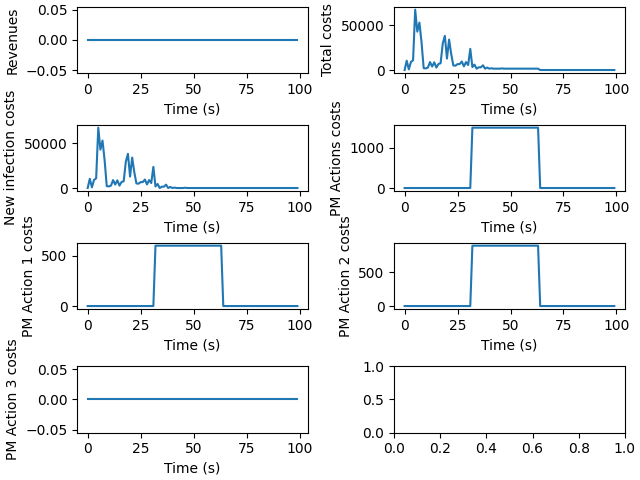 Revenues
0.05
0.00
−0.05
0 25 50 75 100
Time (s)
Total costs
50000
0
0 25 50 75 100
Time (s)
New infection costs
50000
0
0 25 50 75 100
Time (s)
PM Actions costs
1000
0
0 25 50 75 100
Time (s)
PM Action 1 costs
500
0
0 25 50 75 100
Time (s)
PM Action 2 costs
500
0
0 25 50 75 100
Time (s)
PM Action 3 costs
0.05
0.00
−0.05
0 25 50 75 100
Time (s)
1.0
0.5
0.0
0.0 0.2 0.4 0.6 0.8 1.0